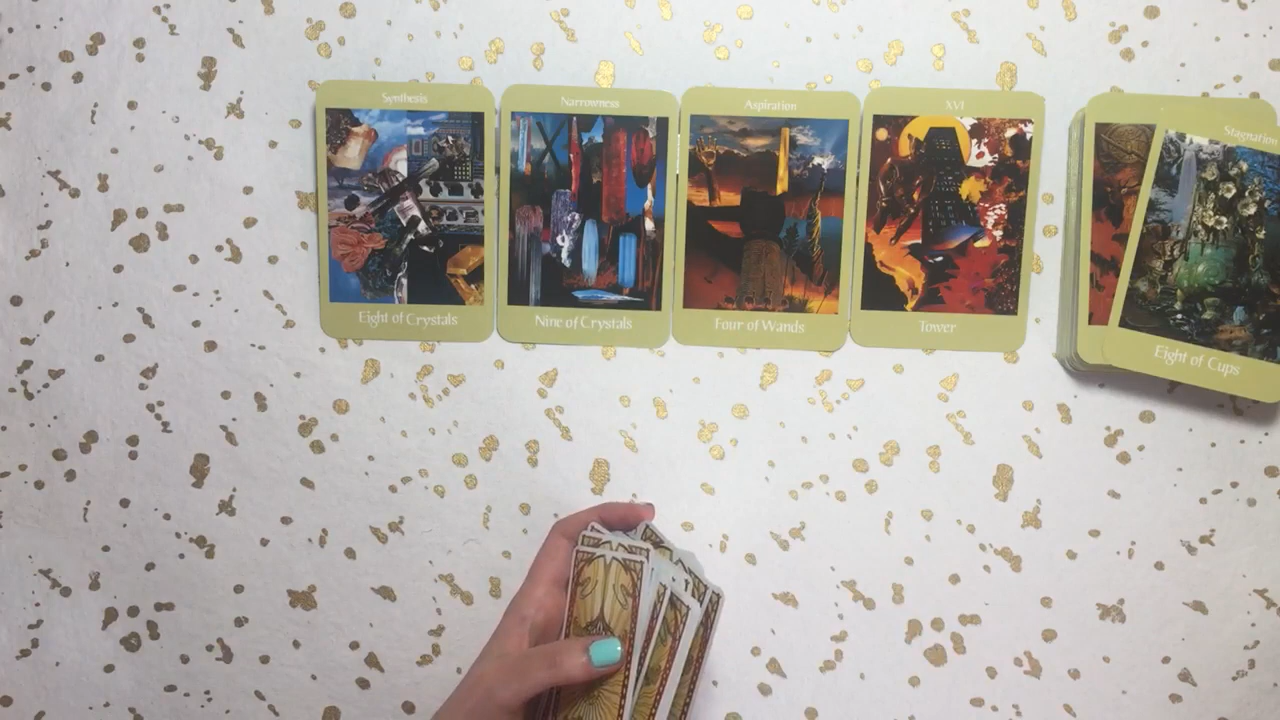 Synthesis
Eight of Crystals
Narrowness
Nine of Crystals
Aspiration
Four of Wands
XVI
Tower
Stagnation
Eight of Cups